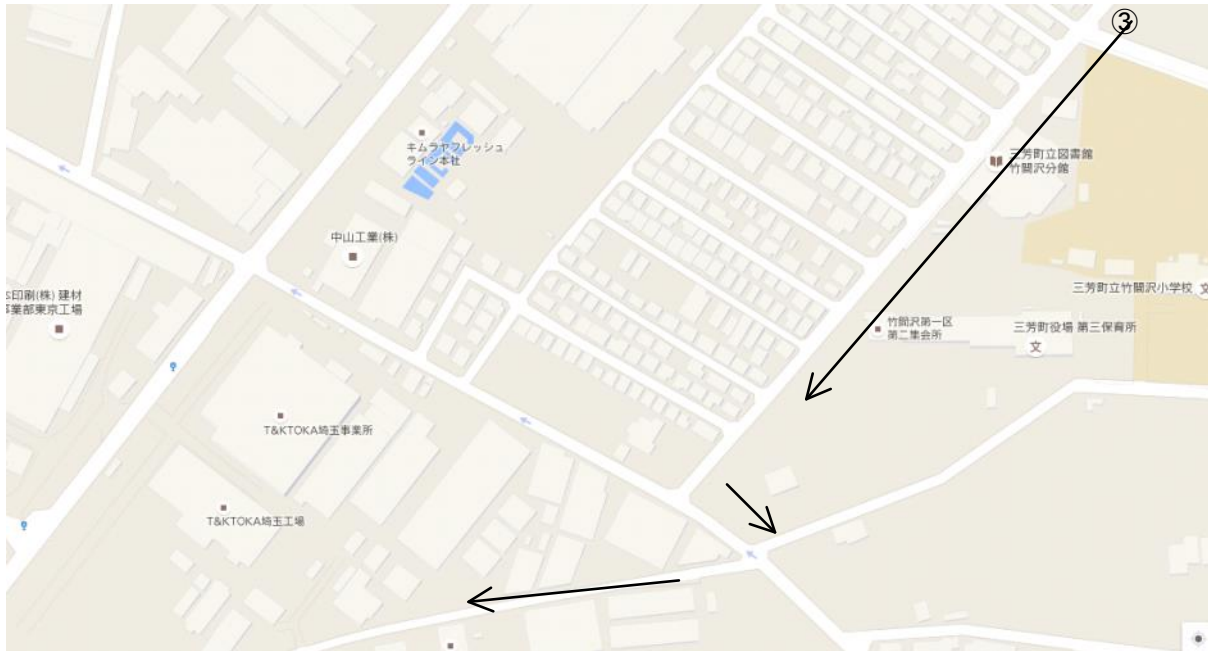 ③
キムラヤフレッシュ
ライン本社
三芳町立図書館
竹間沢分館
中山工業(株)
印刷(株) 建材
事業部東京工場
三芳町立竹間沢小学校
文
竹間沢第一区
第二集会所
三芳町役場 第三保育所
文
T&KTOKA埼玉事業所
T&KTOKA埼玉工場